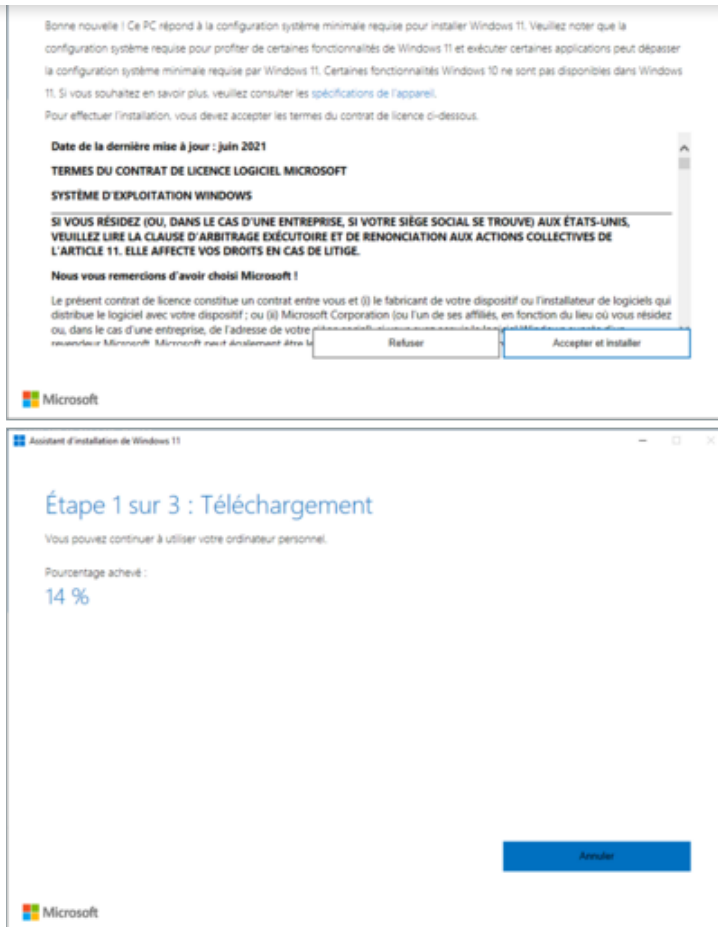 Bonne nouvelle ! Ce PC répond à la configuration système minimale requise pour installer Windows 11. Veuillez noter que la
configuration système requise pour profiter de certaines fonctionnalités de Windows 11 et exécuter certaines applications peut dépasser
la configuration système minimale requise par Windows 11. Certaines fonctionnalités Windows 10 ne sont pas disponibles dans Windows
11. Si vous souhaitez en savoir plus, veuillez consulter les spécifications de l'appareil.
Pour effectuer l'installation, vous devez accepter les termes du contrat de licence ci-dessous.
Date de la dernière mise à jour : juin 2021
TERMES DU CONTRAT DE LICENCE LOGICIEL MICROSOFT
SYSTÈME D'EXPLOITATION WINDOWS
SI VOUS RÉSIDEZ (OU, DANS LE CAS D'UNE ENTREPRISE, SI VOTRE SIÈGE SOCIAL SE TROUVE) AUX ÉTATS-UNIS,
VEUILLEZ LIRE LA CLAUSE D'ARBITRAGE EXÉCUTOIRE ET DE RENONCIATION AUX ACTIONS COLLECTIVES DE
L'ARTICLE 11. ELLE AFFECTE VOS DROITS EN CAS DE LITIGE.
Nous vous remercions d'avoir choisi Microsoft !
Le présent contrat de licence constitue un contrat entre vous et (i) le fabricant de votre dispositif ou l'installateur de logiciels qui
distribue le logiciel avec votre dispositif ; ou (ii) Microsoft Corporation (ou l'un de ses affiliés, en fonction du lieu où vous résidez
ou, dans le cas d'une entreprise, de l'adresse de votre
revendeur Microsoft. Microsoft peut également être
Refuser
Accepter et installer
Microsoft
Assistant d'installation de Windows 11
Étape 1 sur 3 : Téléchargement
Vous pouvez continuer à utiliser votre ordinateur personnel.
Pourcentage achevé :
14 %
Annuler
Microsoft